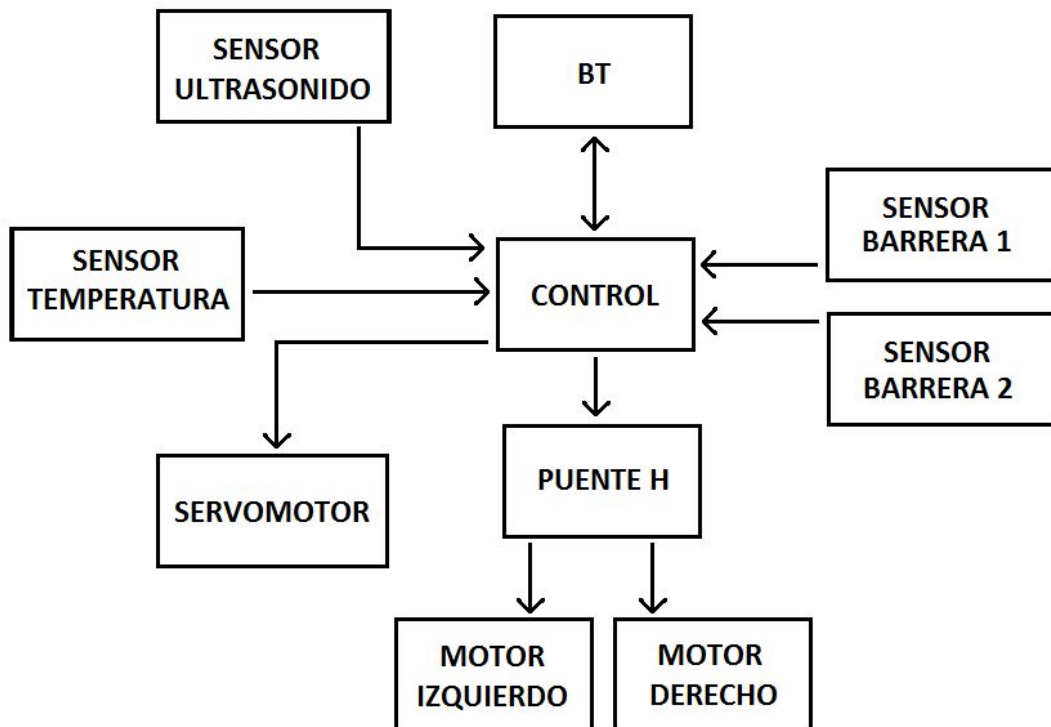 SENSOR
ULTRASONIDO
BT
SENSOR
BARRERA 1
SENSOR
TEMPERATURA
CONTROL
SENSOR
BARRERA 2
SERVOMOTOR
PUENTE H
MOTOR
IZQUIERDO
MOTOR
DERECHO